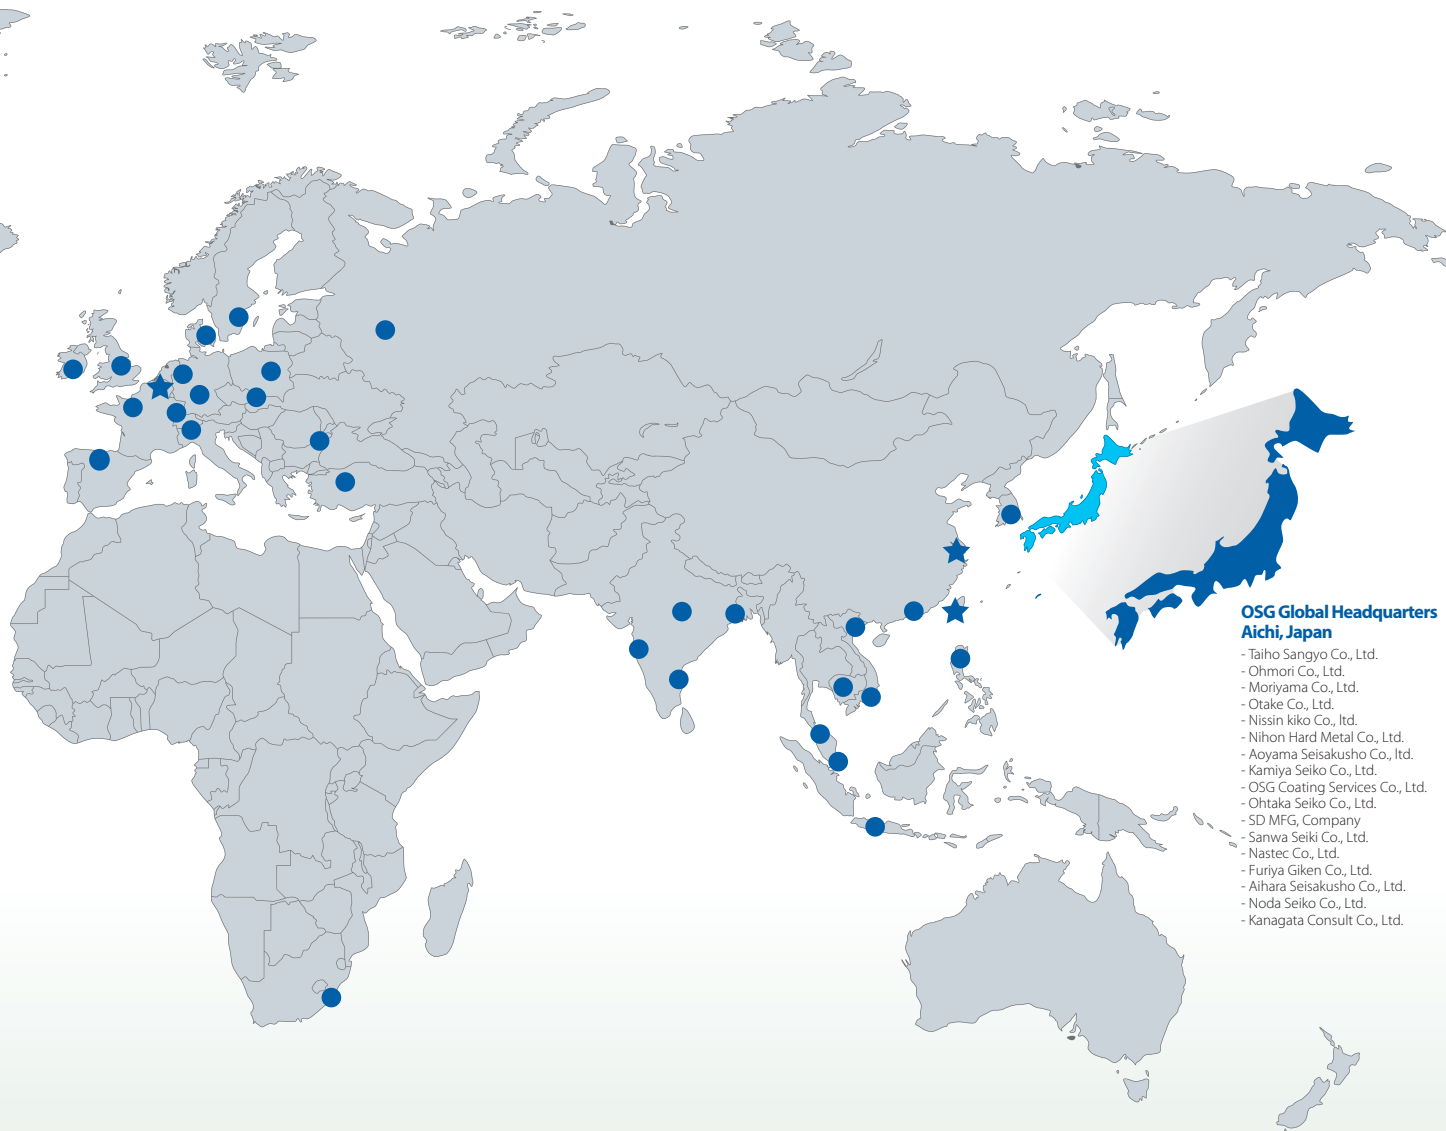 OSG Global Headquarters
Aichi, Japan
- Taiho Sangyo Co., Ltd.
- Ohmori Co., Ltd.
- Moriyama Co., Ltd.
- Otake Co., Ltd.
- Nissin kiko Co., ltd.
- Nihon Hard Metal Co., Ltd.
- Aoyama Seisakusho Co., ltd.
- Kamiya Seiko Co., Ltd.
- OSG Coating Services Co., Ltd.
- Ohtaka Seiko Co., Ltd.
- SD MFG, Company
- Sanwa Seiki Co., Ltd.
- Nastec Co., Ltd.
- Furiya Giken Co., Ltd.
- Aihara Seisakusho Co., Ltd.
- Noda Seiko Co., Ltd.
- Kanagata Consult Co., Ltd.